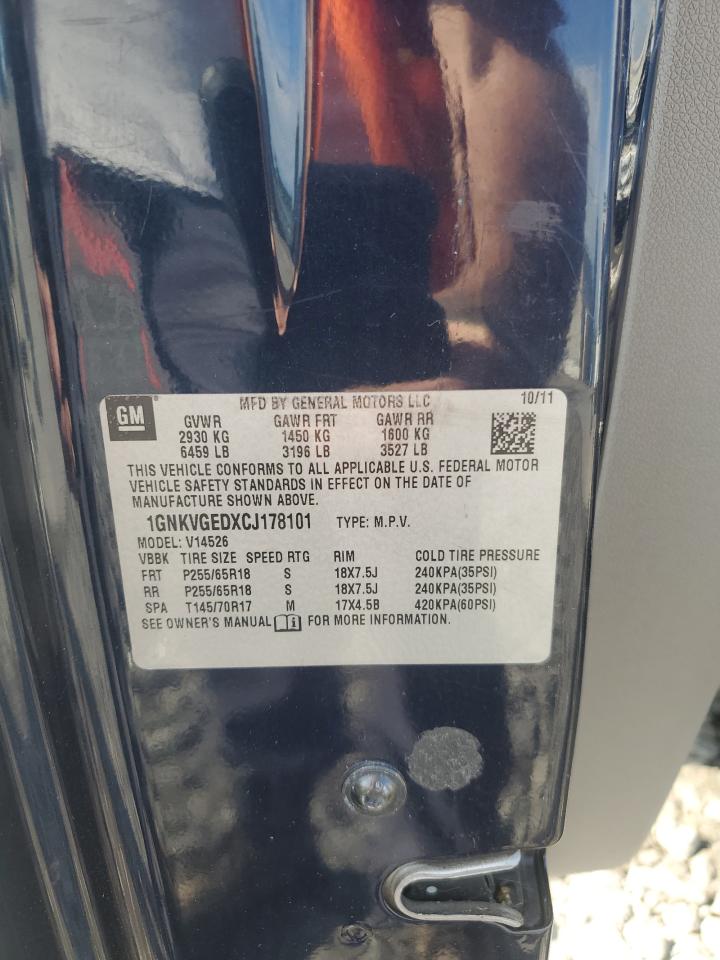 GM® MFD BY GENERAL MOTORS LLC 10/11
GVWR GAWR FRT GAWR RR
2930 KG 1450 KG 1600 KG
6459 LB 3196 LB 3527 LB
THIS VEHICLE CONFORMS TO ALL APPLICABLE U.S. FEDERAL MOTOR
VEHICLE SAFETY STANDARDS IN EFFECT ON THE DATE OF
MANUFACTURE SHOWN ABOVE.
1GNKVGEDXCJ178101 TYPE: M.P.V.
MODEL: V14526
VBBK TIRE SIZE SPEED RTG RIM COLD TIRE PRESSURE
FRT P255/65R18 S 18X7.5J 240KPA(35PSI)
RR P255/65R18 S 18X7.5J 240KPA(35PSI)
SPA T145/70R17 M 17X4.5B 420KPA(60PSI)
SEE OWNER'S MANUAL FOR MORE INFORMATION.